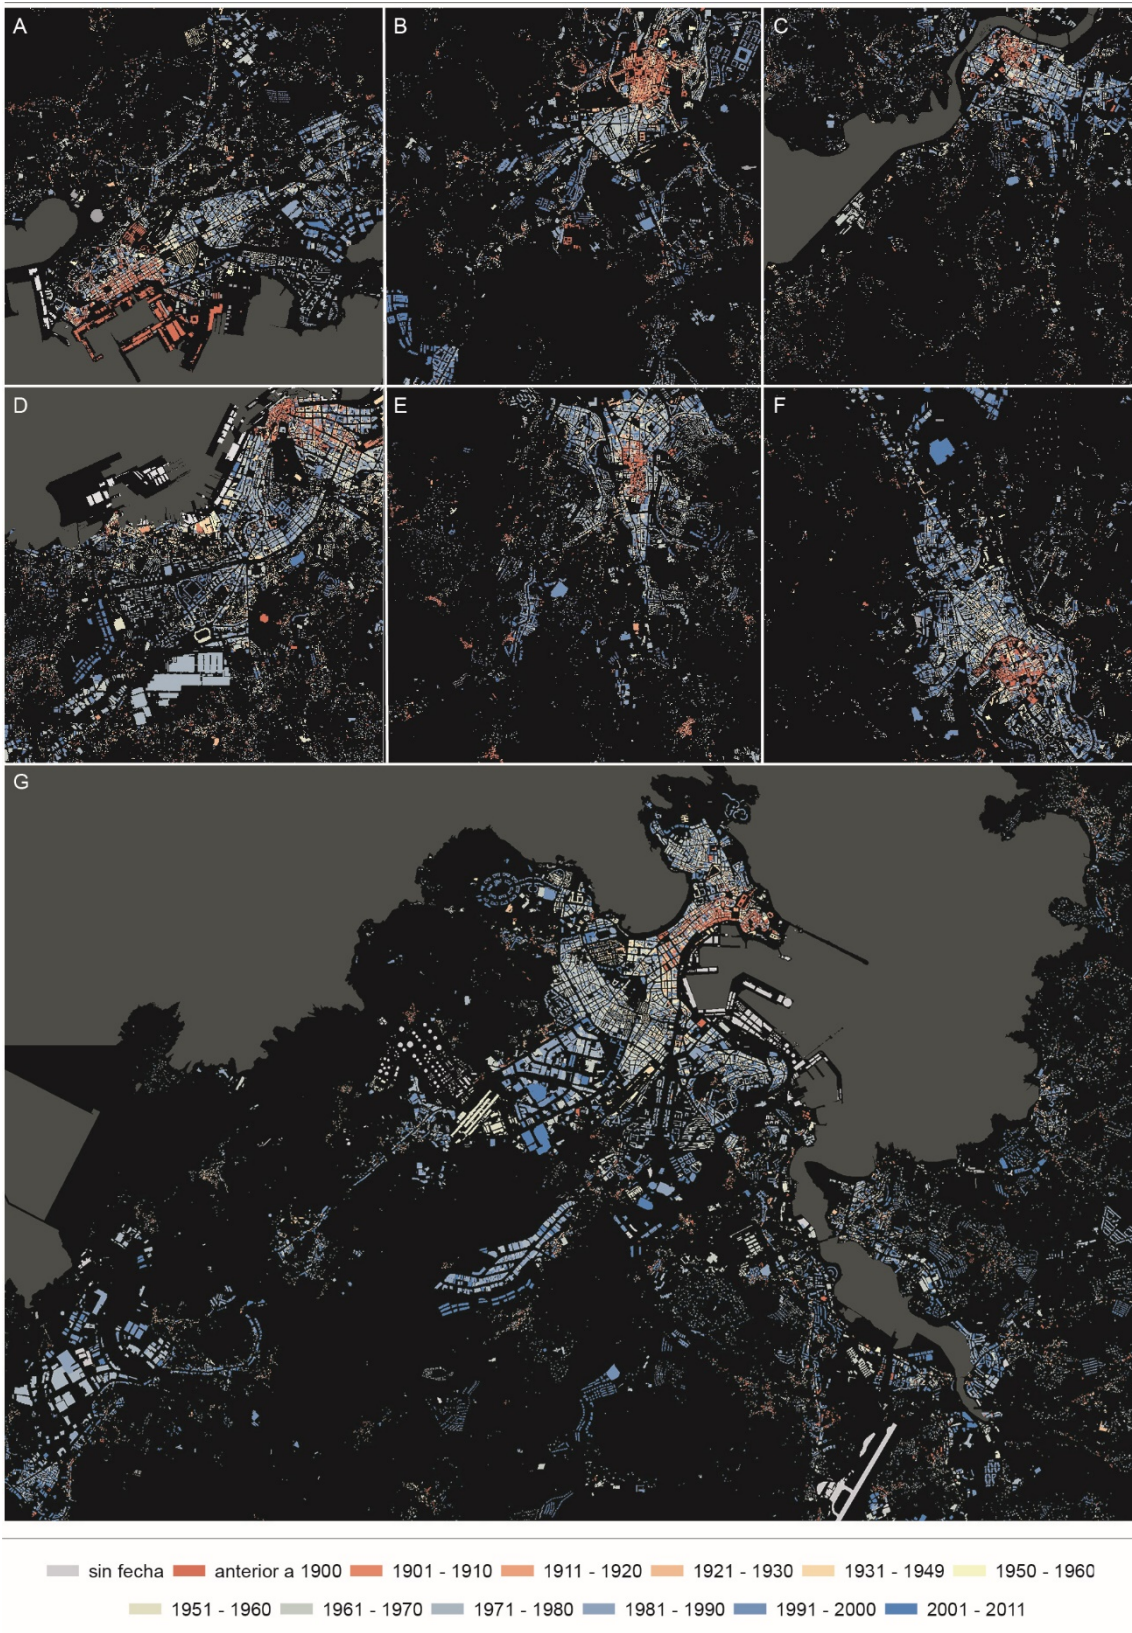 A
B
C
D
E
F
G
sin fecha anterior a 1900 1901 - 1910 1911 - 1920 1921 - 1930 1931 - 1949 1950 - 1960
1951 - 1960 1961 - 1970 1971 - 1980 1981 - 1990 1991 - 2000 2001 - 2011